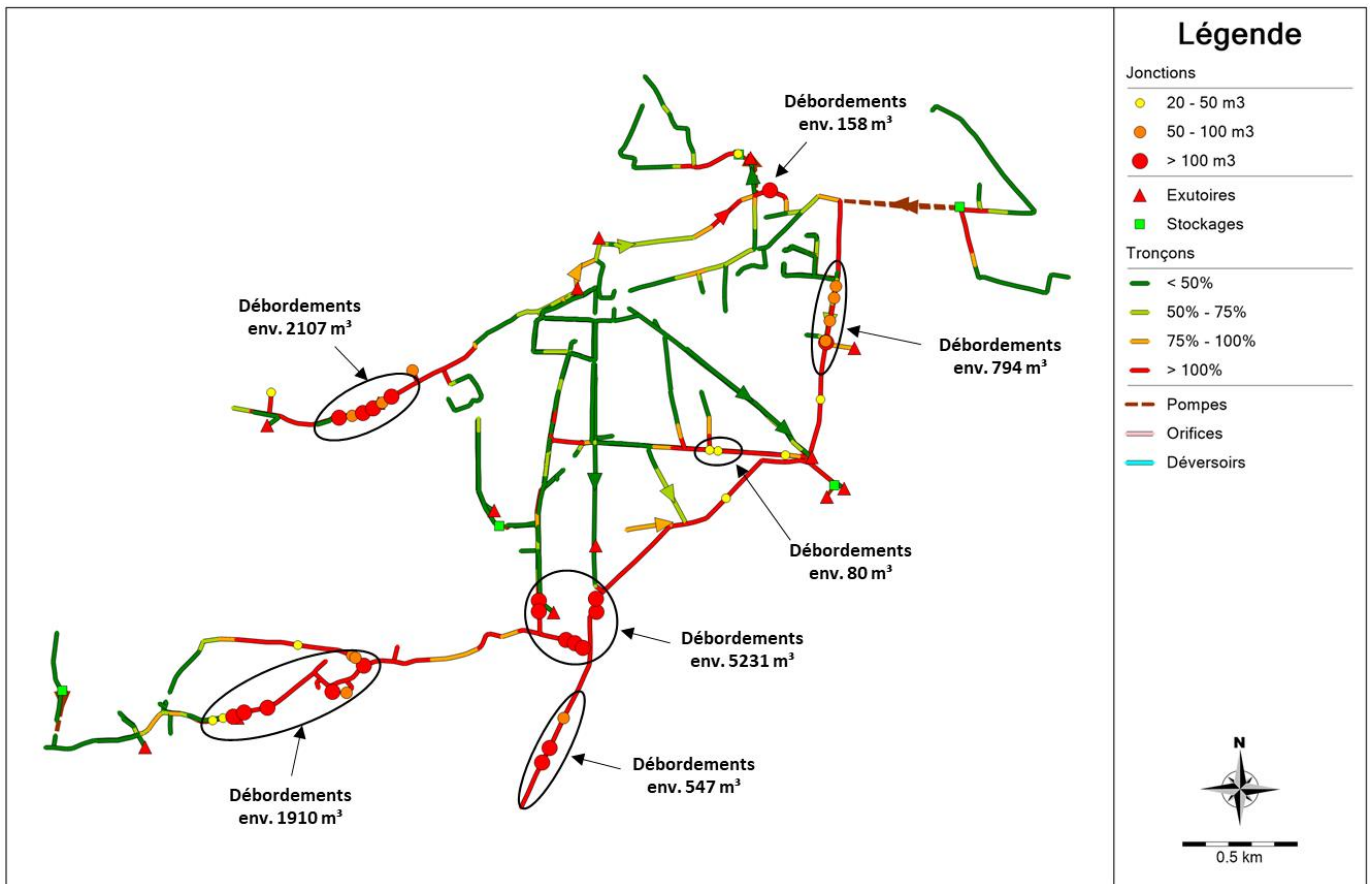 Débordements
env. 158 m³
Débordements
env. 2107 m³
Débordements
env. 794 m³
Débordements
env. 80 m³
Débordements
env. 5231 m³
Débordements
env. 547 m³
Débordements
env. 1910 m³
Légende
Jonctions
20 - 50 m3
50 - 100 m3
> 100 m3
Exutoires
Stockages
Tronçons
< 50%
50% - 75%
75% - 100%
> 100%
Pompes
Orifices
Déversoirs
N
0.5 km